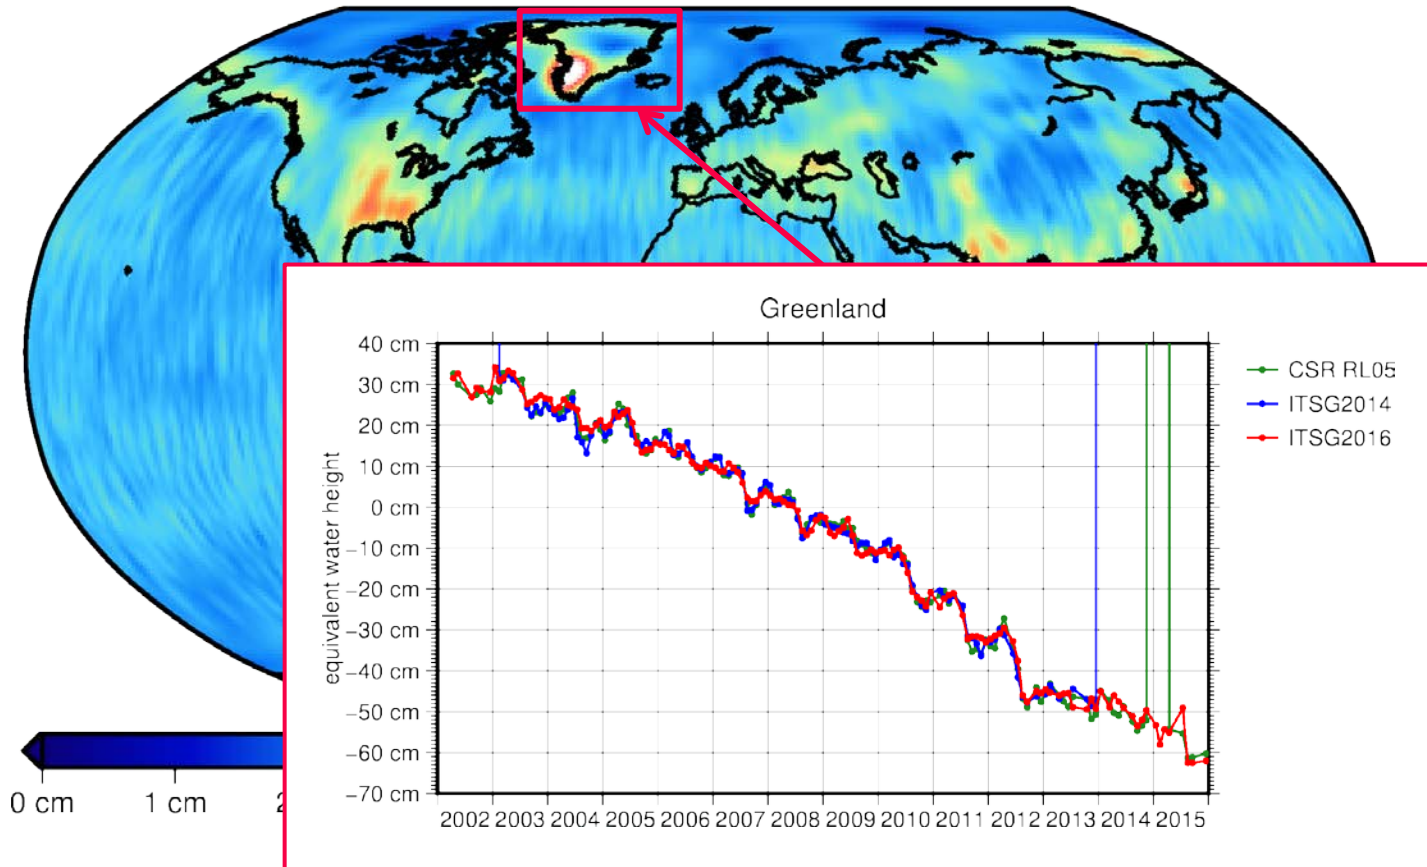 Greenland
40 cm
30 cm
20 cm
10 cm
0 cm
−10 cm
−20 cm
−30 cm
−40 cm
−50 cm
−60 cm
−70 cm
equivalent water height
2002 2003 2004 2005 2006 2007 2008 2009 2010 2011 2012 2013 2014 2015
CSR RL05
ITSG2014
ITSG2016
0 cm 1 cm 2